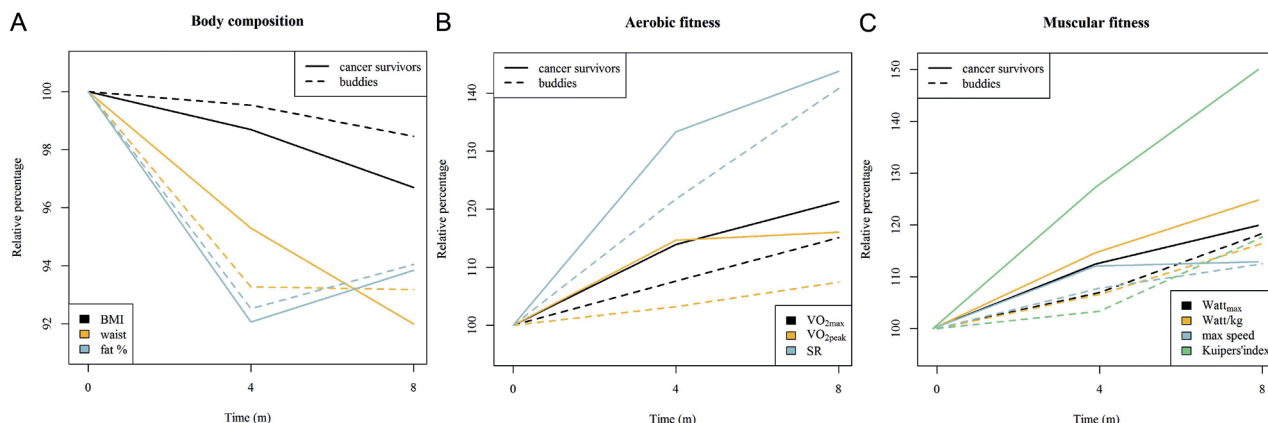 A
Body composition
cancer survivors
buddies
Relative percentage
100
98
96
94
92
BMI
waist
fat %
0
4
8
Time (m)
B
Aerobic fitness
cancer survivors
buddies
Relative percentage
140
130
120
110
100
VO2max
VO2peak
SR
0
4
8
Time (m)
C
Muscular fitness
cancer survivors
buddies
Relative percentage
150
140
130
120
110
100
Wattmax
Watt/kg
max speed
Kuipers'index
0
4
8
Time (m)